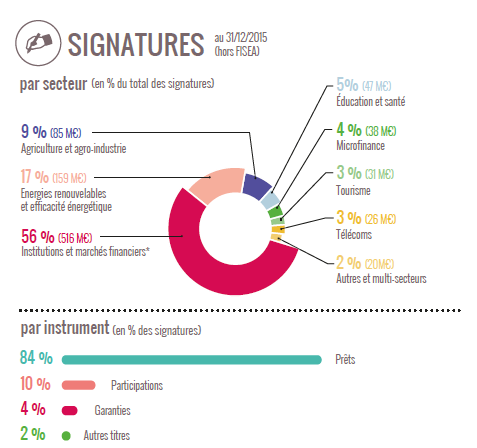 SIGNATURES
au 31/12/2015
(hors FISEA)
par secteur (en % du total des signatures)
9 % (85 M€)
Agriculture et agro-industrie
17 % (159 M€)
Energies renouvelables
et efficacité énergétique
56 % (516 M€)
Institutions et marchés financiers*
5% (47 M€)
Éducation et santé
4 % (38 M€)
Microfinance
3 % (31 M€)
Tourisme
3 % (26 M€)
Télécoms
2 % (20M€)
Autres et multi-secteurs
par instrument (en % des signatures)
84 % Prêts
10 % Participations
4 % Garanties
2 % Autres titres